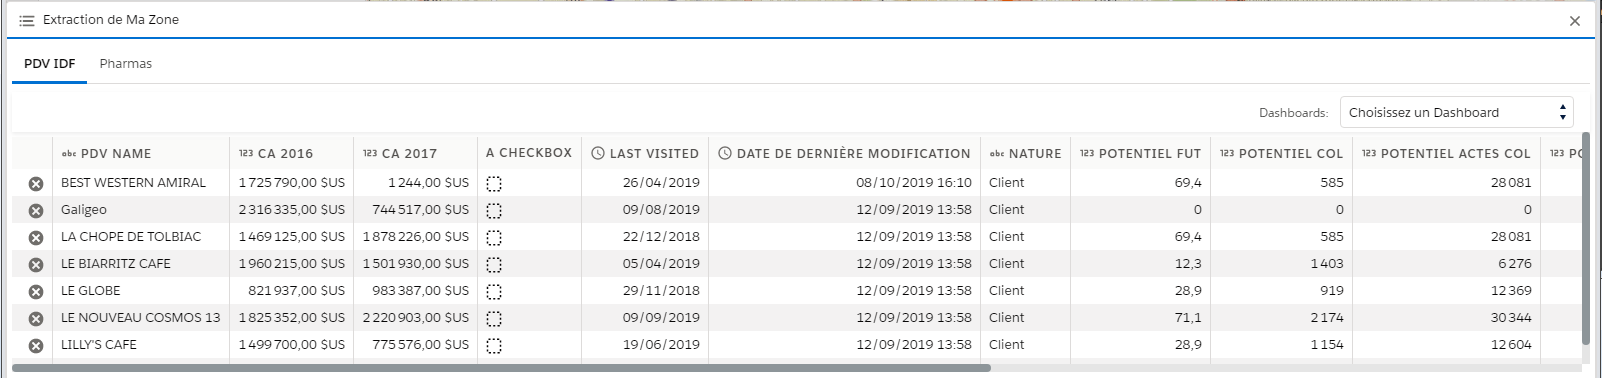 Extraction de Ma Zone
PDV IDF Pharmas
Dashboards: Choisissez un Dashboard
abc PDV NAME 123 CA 2016 123 CA 2017 A CHECKBOX LAST VISITED DATE DE DERNIÈRE MODIFICATION abc NATURE 123 POTENTIEL FUT 123 POTENTIEL COL 123 POTENTIEL ACTES COL 123 PO
BEST WESTERN AMIRAL 1 725 790,00 $US 1 244,00 $US 26/04/2019 08/10/2019 16:10 Client 69,4 585 28 081
Galigeo 2 316 335,00 $US 744 517,00 $US 09/08/2019 12/09/2019 13:58 Client 0 0 0
LA CHOPE DE TOLBIAC 1 469 125,00 $US 1 878 226,00 $US 22/12/2018 12/09/2019 13:58 Client 69,4 585 28 081
LE BIARRITZ CAFE 1 960 215,00 $US 1 501 930,00 $US 05/04/2019 12/09/2019 13:58 Client 12,3 1 403 6 276
LE GLOBE 821 937,00 $US 983 387,00 $US 29/11/2018 12/09/2019 13:58 Client 28,9 919 12 369
LE NOUVEAU COSMOS 13 1 825 352,00 $US 2 220 903,00 $US 09/09/2019 12/09/2019 13:58 Client 71,1 2 174 30 344
LILLY'S CAFE 1 499 700,00 $US 775 576,00 $US 19/06/2019 12/09/2019 13:58 Client 28,9 1 154 12 604